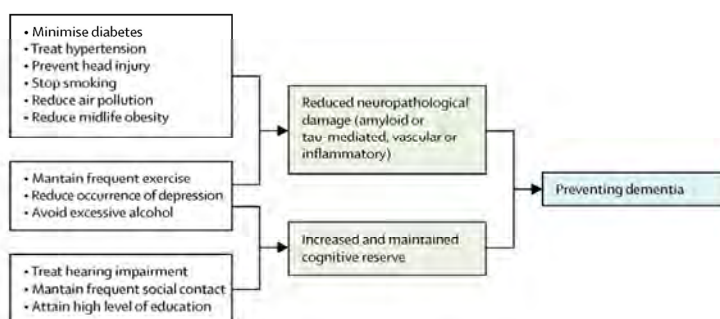 • Minimise diabetes
• Treat hypertension
• Prevent head injury
• Stop smoking
• Reduce air pollution
• Reduce midlife obesity
Reduced neuropathological
damage (amyloid or
tau-mediated, vascular or
inflammatory)
• Mantain frequent exercise
• Reduce occurrence of depression
• Avoid excessive alcohol
Preventing dementia
Increased and maintained
cognitive reserve
• Treat hearing impairment
• Mantain frequent social contact
• Attain high level of education